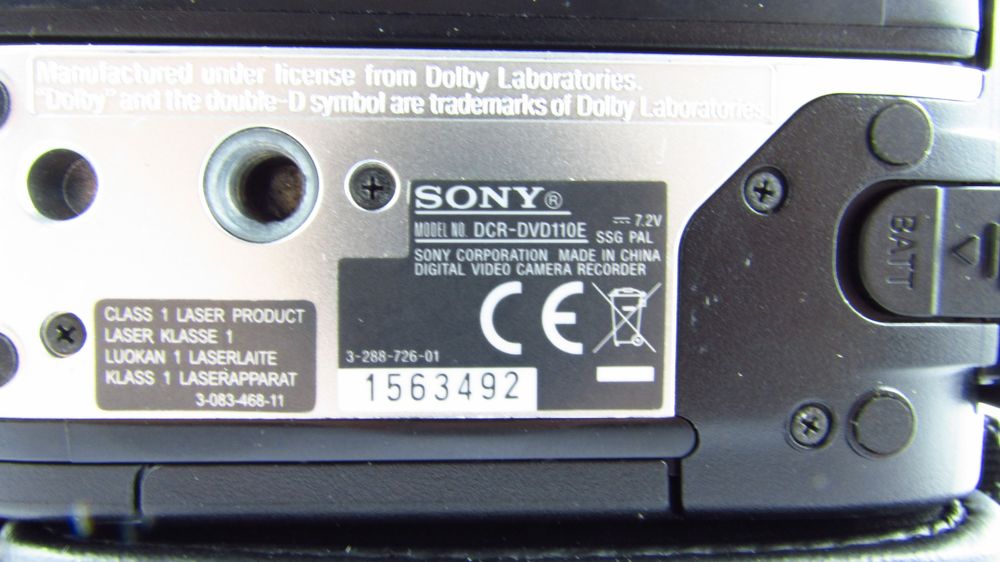 Manufactured under license from Dolby Laboratories.
"Dolby" and the double-D symbol are trademarks of Dolby Laboratories.
SONY®
7.2V
MODEL NO. DCR-DVD110E SSG PAL
SONY CORPORATION MADE IN CHINA
DIGITAL VIDEO CAMERA RECORDER
CE
3-288-726-01
1563492
CLASS 1 LASER PRODUCT
LASER KLASSE 1
LUOKAN 1 LASERLAITE
KLASS 1 LASERAPPARAT
3-083-468-11
BATT